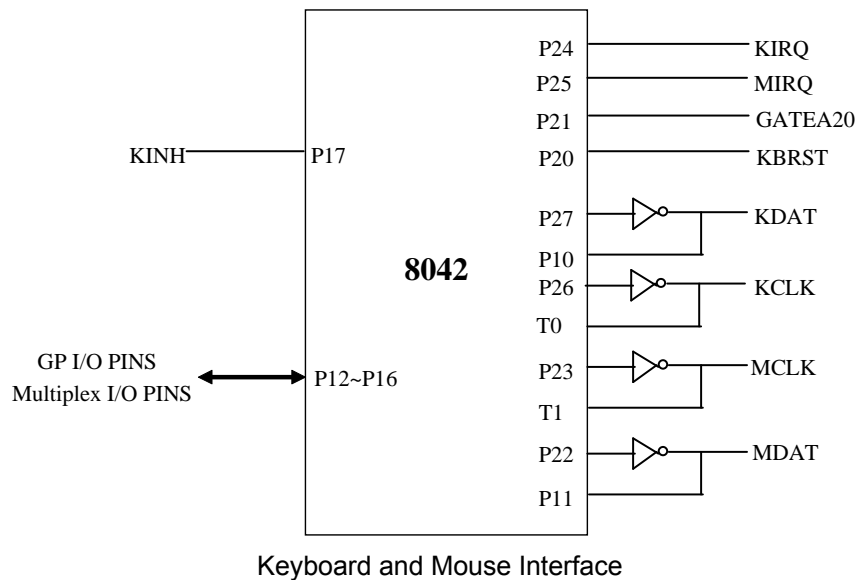 P24 KIRQ
P25 MIRQ
P21 GATEA20
KINH P17 P20 KBRST
P27 KDAT
8042 P10
P26 KCLK
T0
GP I/O PINS
Multiplex I/O PINS
P12~P16 P23 MCLK
T1
P22 MDAT
P11
Keyboard and Mouse Interface